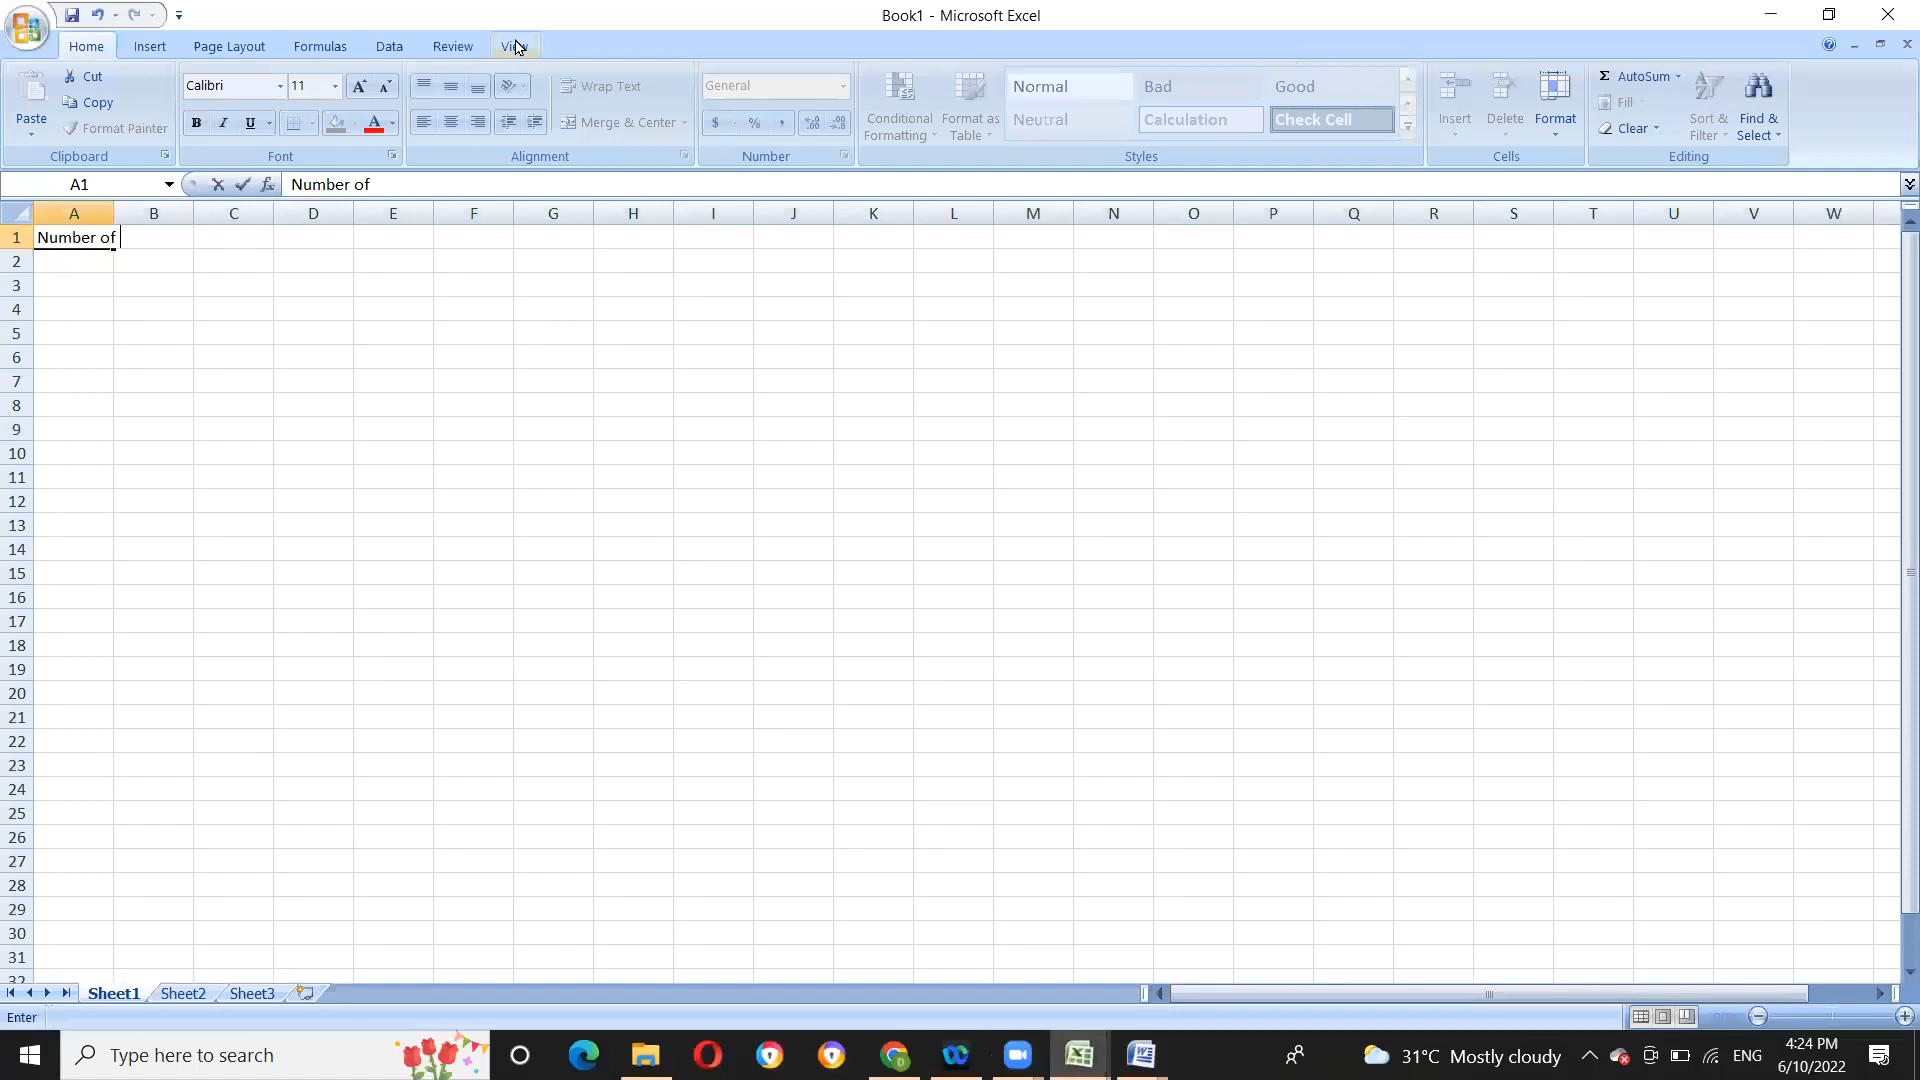 Book1 - Microsoft Excel
Home Insert Page Layout Formulas Data Review View
Paste
Cut
Copy
Format Painter
Clipboard
Calibri 11
B I U
Font
Wrap Text
Merge & Center
Alignment
General
$ % ,
Number
Conditional Formatting
Format as Table
Normal Bad Good
Neutral Calculation Check Cell
Styles
Insert Delete Format
Cells
Σ AutoSum
Fill
Clear
Sort & Filter
Find & Select
Editing
A1 fx Number of
A B C D E F G H I J K L M N O P Q R S T U V W
1 Number of
2
3
4
5
6
7
8
9
10
11
12
13
14
15
16
17
18
19
20
21
22
23
24
25
26
27
28
29
30
31
32
Sheet1 Sheet2 Sheet3
Enter
Type here to search
31°C Mostly cloudy
ENG
4:24 PM
6/10/2022